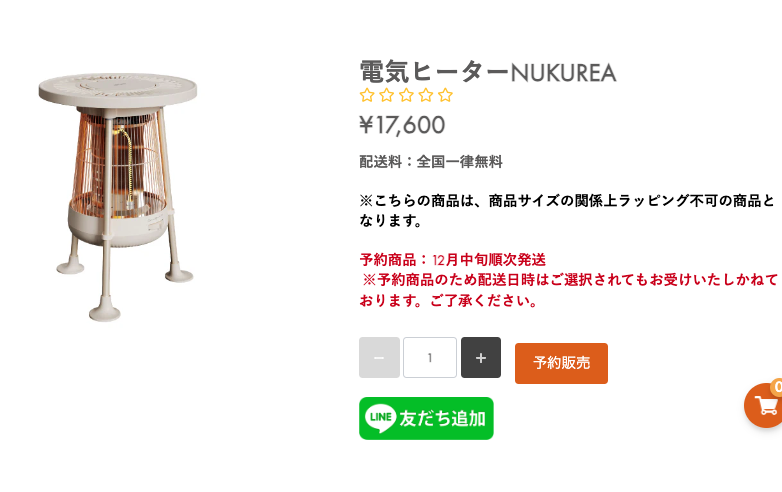 電気ヒーターNUKUREA
¥17,600
配送料：全国一律無料
※こちらの商品は、商品サイズの関係上ラッピング不可の商品と
なります。
予約商品：12月中旬順次発送
※予約商品のため配送日時はご選択されてもお受けいたしかねて
おります。ご了承ください。
− 1 + 予約販売
0
LINE 友だち追加